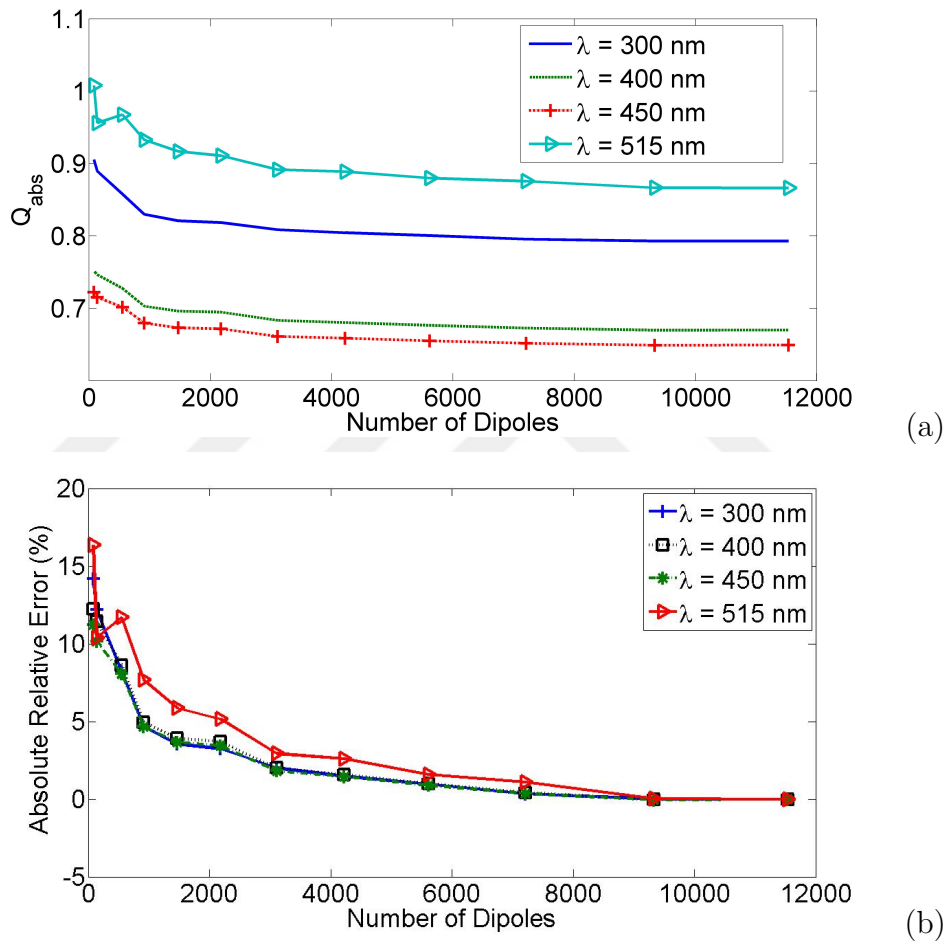 1.1
1
0.9
0.8
0.7
Q_abs
λ = 300 nm
λ = 400 nm
λ = 450 nm
λ = 515 nm
0 2000 4000 6000 8000 10000 12000
Number of Dipoles
(a)
20
15
10
5
0
-5
Absolute Relative Error (%)
λ = 300 nm
λ = 400 nm
λ = 450 nm
λ = 515 nm
0 2000 4000 6000 8000 10000 12000
Number of Dipoles
(b)